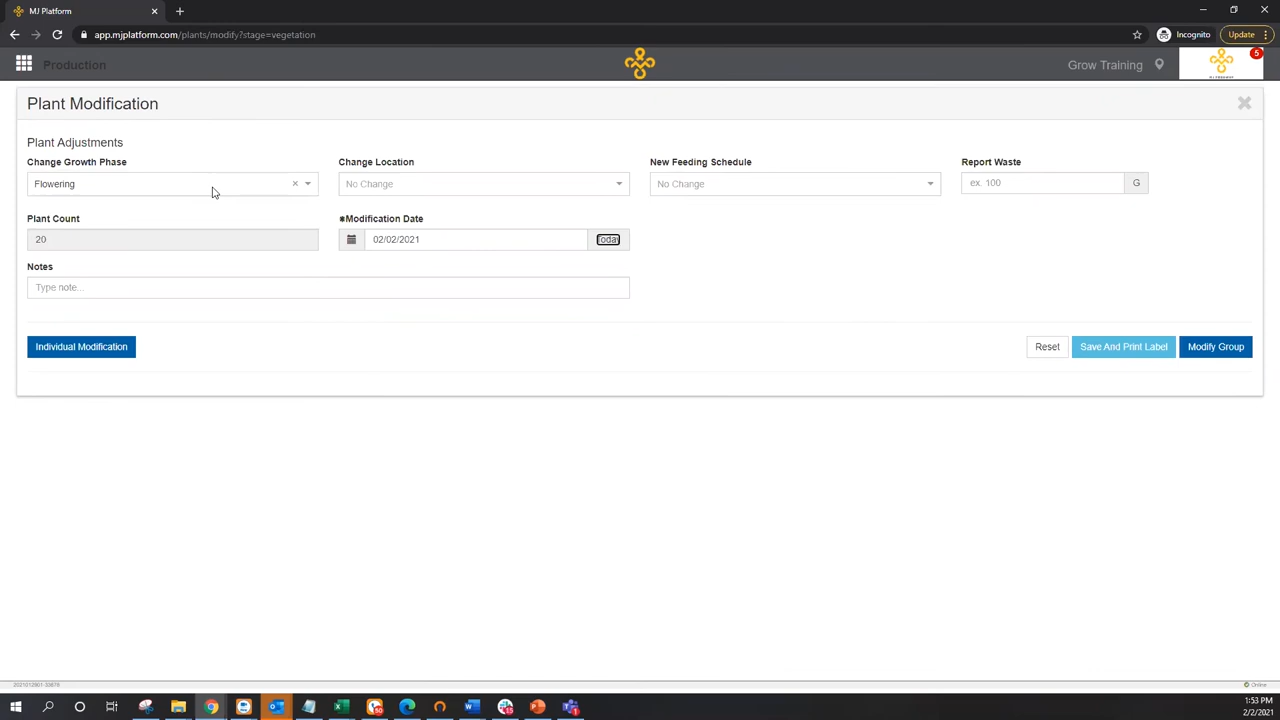 MJ Platform
app.mjplatform.com/plants/modify?stage=vegetation
Incognito
Update
Production
Grow Training
5
Plant Modification
Plant Adjustments
Change Growth Phase
Change Location
New Feeding Schedule
Report Waste
Flowering
No Change
No Change
ex. 100
G
Plant Count
✱Modification Date
20
02/02/2021
Today
Notes
Type note...
Individual Modification
Reset
Save And Print Label
Modify Group
Online
1:53 PM
2/2/2021